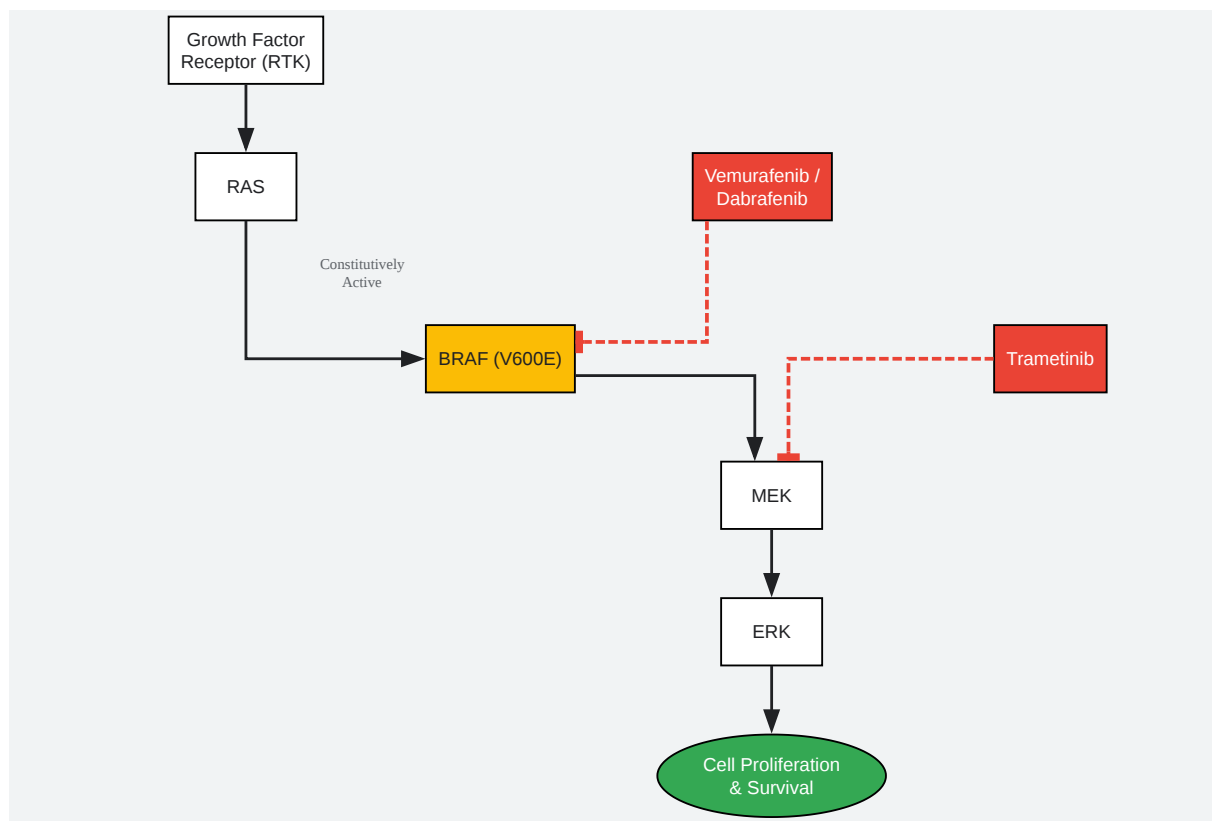 Growth Factor
Receptor (RTK)
RAS
Vemurafenib /
Dabrafenib
Constitutively
Active
BRAF (V600E)
Trametinib
MEK
ERK
Cell Proliferation
& Survival